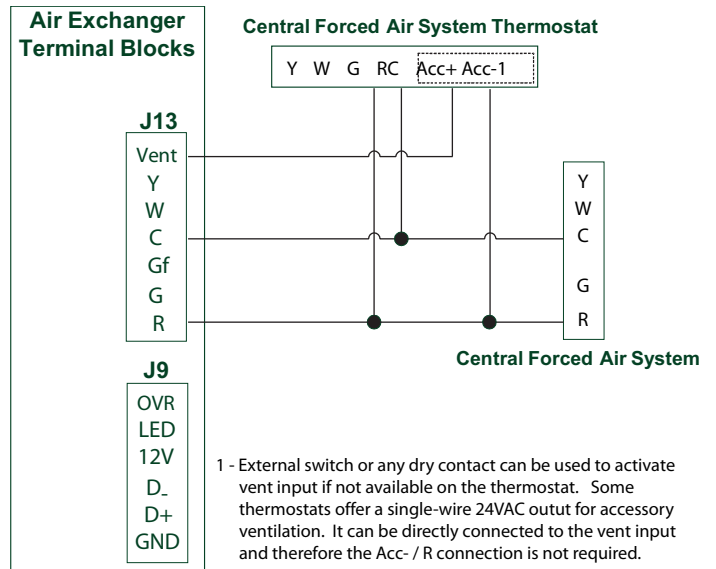 Air Exchanger
Terminal Blocks
Central Forced Air System Thermostat
Y W G RC Acc+ Acc-1
J13
Vent
Y
W
C
Gf
G
R
Y
W
C
G
R
Central Forced Air System
J9
OVR
LED
12V
D-
D+
GND
1 - External switch or any dry contact can be used to activate
vent input if not available on the thermostat. Some
thermostats offer a single-wire 24VAC outut for accessory
ventilation. It can be directly connected to the vent input
and therefore the Acc- / R connection is not required.